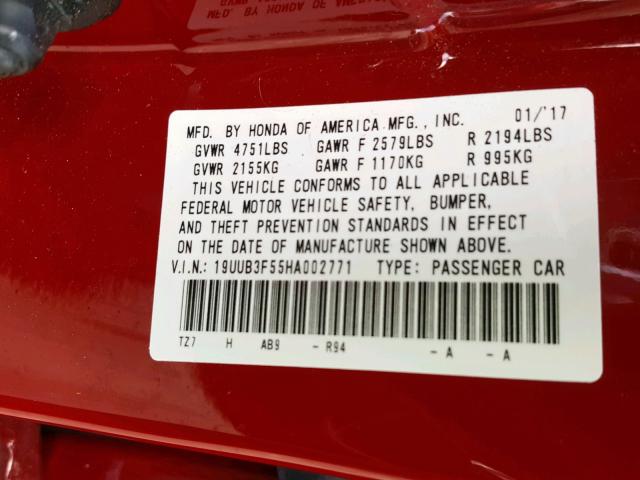 MFD. BY HONDA OF AMERICA MFG., INC. 01/'17
GVWR 4751LBS GAWR F 2579LBS R 2194LBS
GVWR 2155KG GAWR F 1170KG R 995KG
THIS VEHICLE CONFORMS TO ALL APPLICABLE
FEDERAL MOTOR VEHICLE SAFETY, BUMPER,
AND THEFT PREVENTION STANDARDS IN EFFECT
ON THE DATE OF MANUFACTURE SHOWN ABOVE.
V.I.N.: 19UUB3F55HA002771 TYPE: PASSENGER CAR
TZ7 H AB9 - R94 - A - A